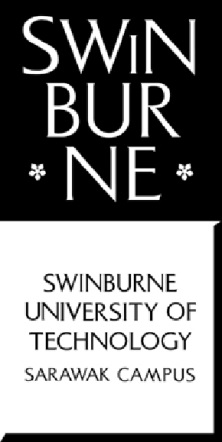 SWIN
BUR
* NE *
SWINBURNE
UNIVERSITY OF
TECHNOLOGY
SARAWAK CAMPUS